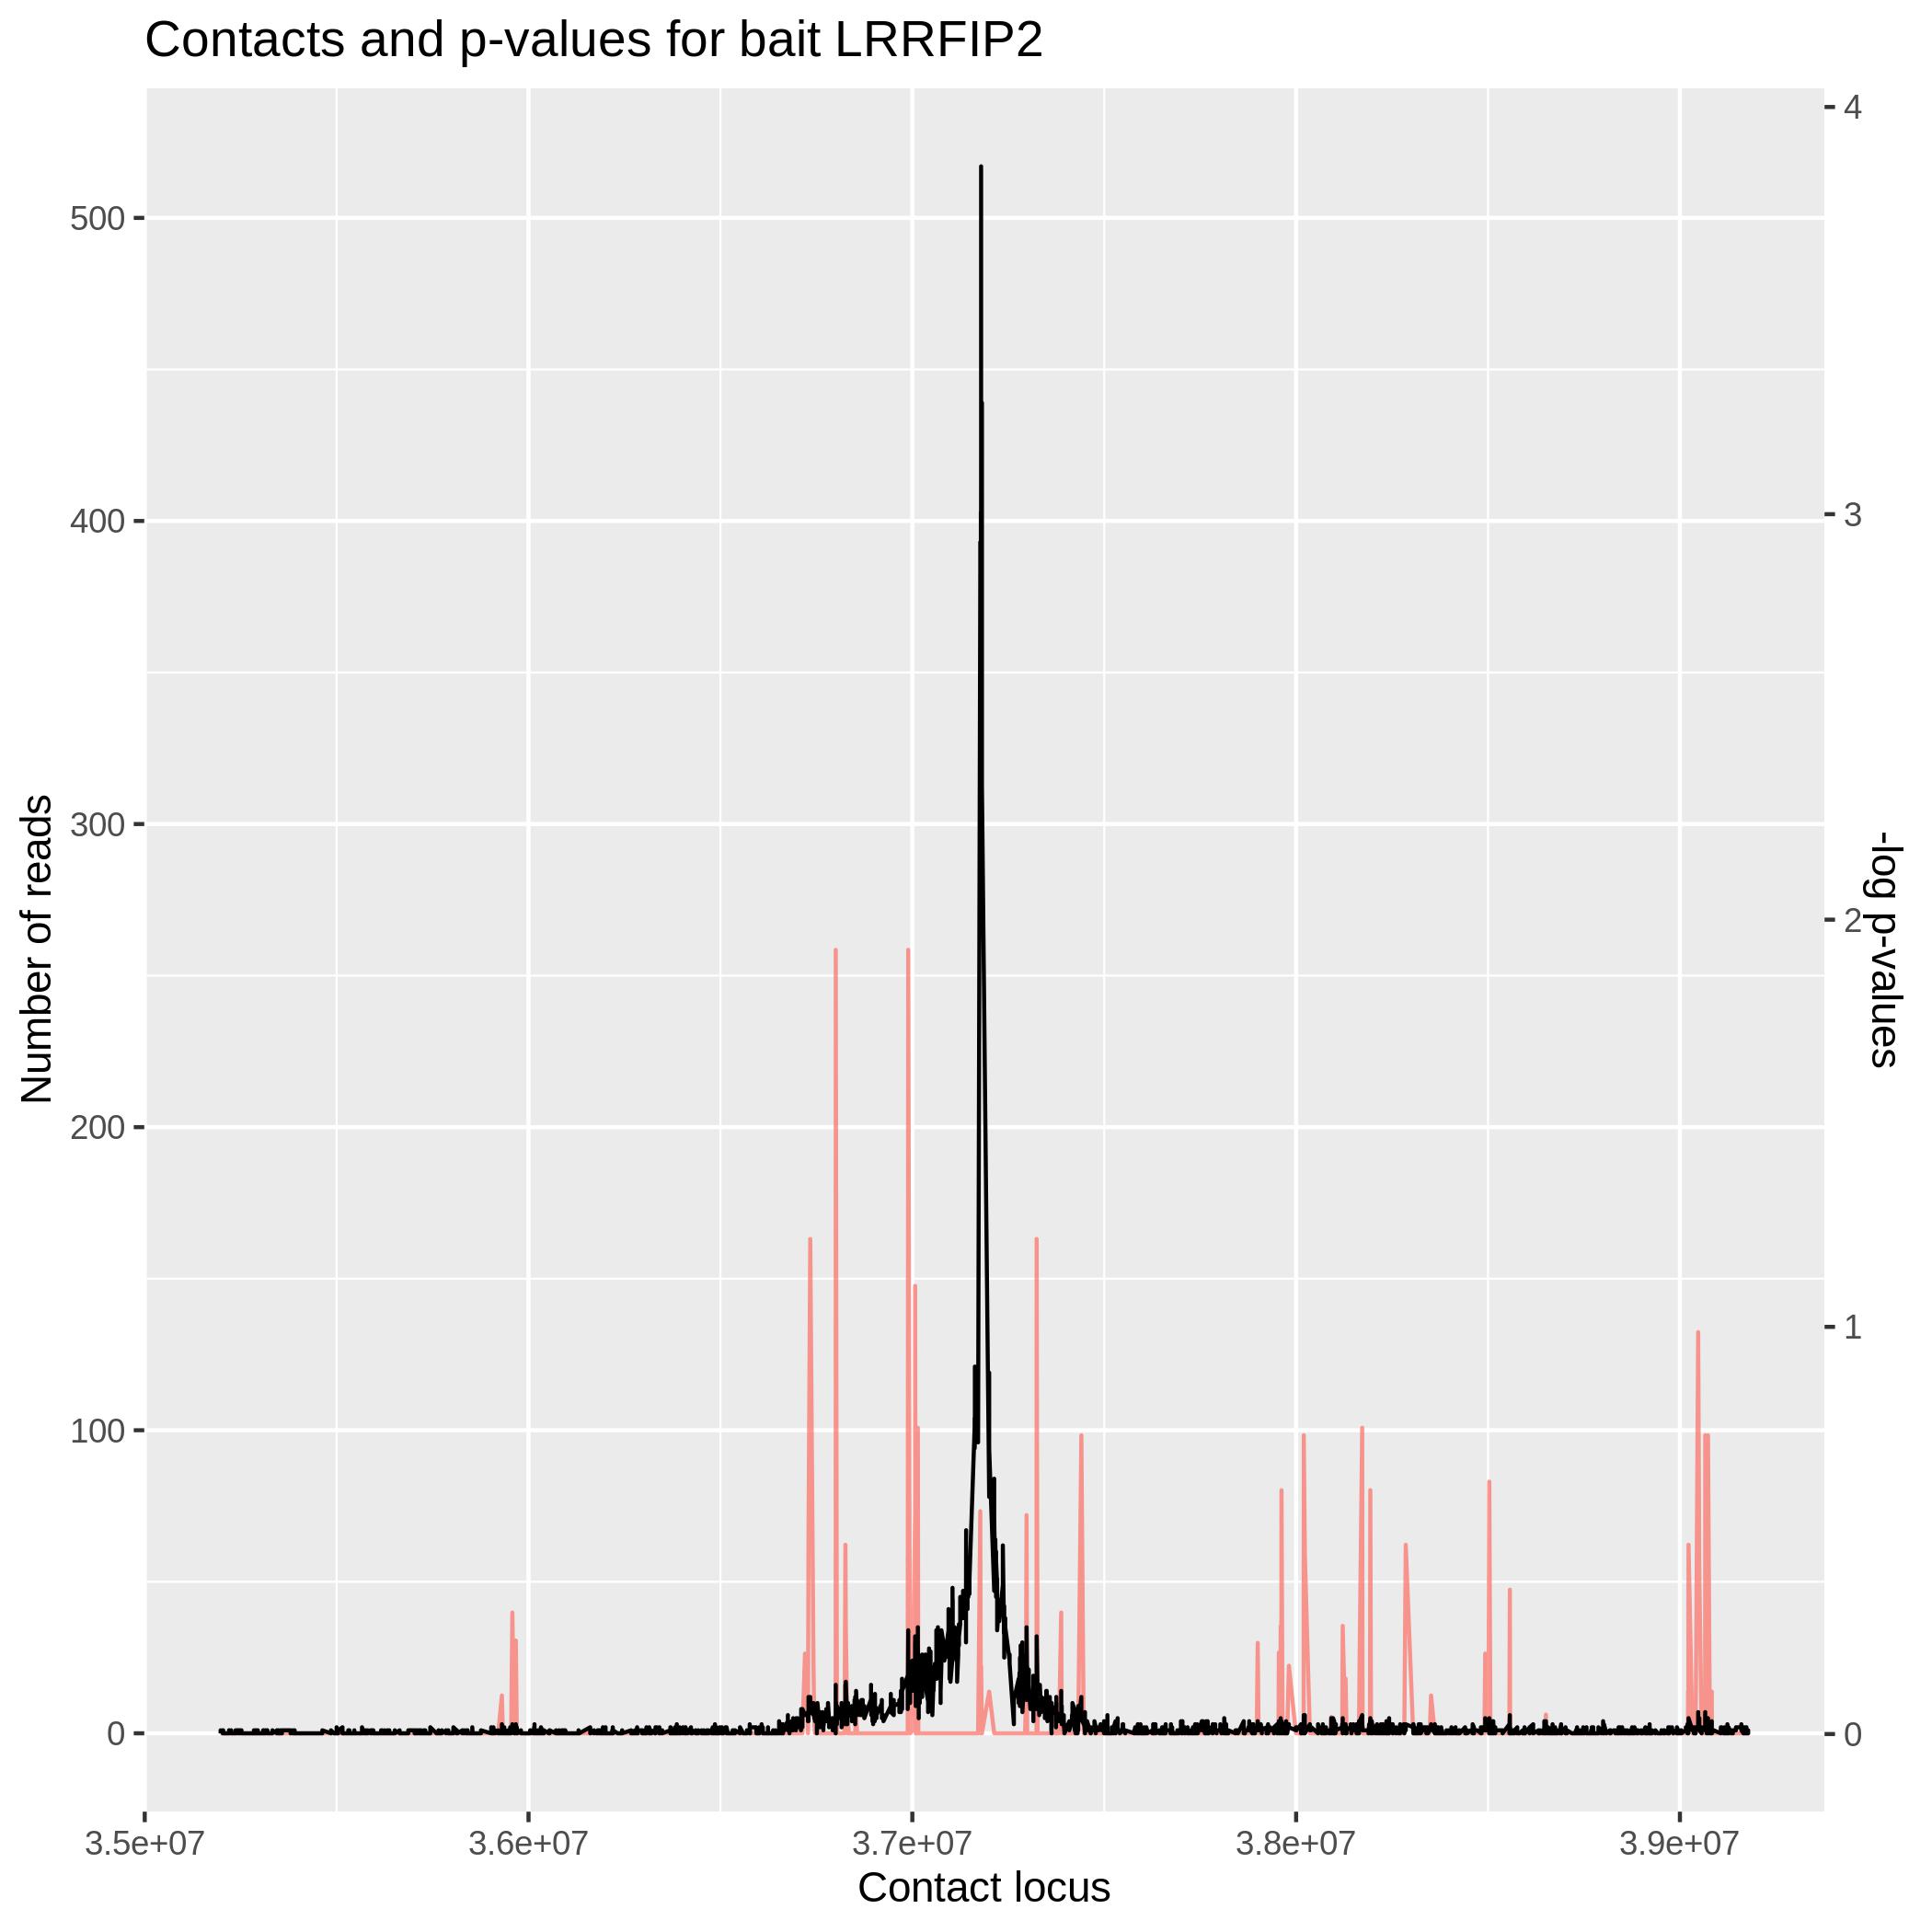 Contacts and p-values for bait LRRFIP2
4
500
400
3
Number of reads
300
2
-log p-values
200
1
100
0
0
3.5e+07
3.6e+07
3.7e+07
3.8e+07
3.9e+07
Contact locus